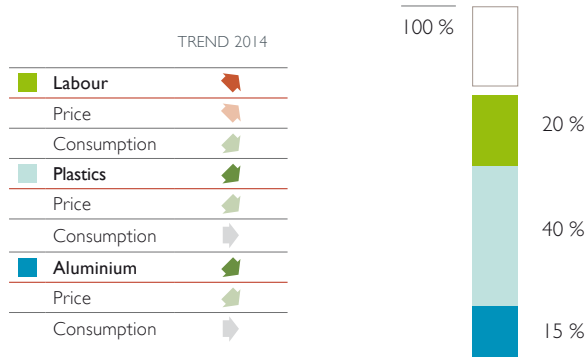 TREND 2014
Labour
Price
Consumption
Plastics
Price
Consumption
Aluminium
Price
Consumption
100 %
20 %
40 %
15 %